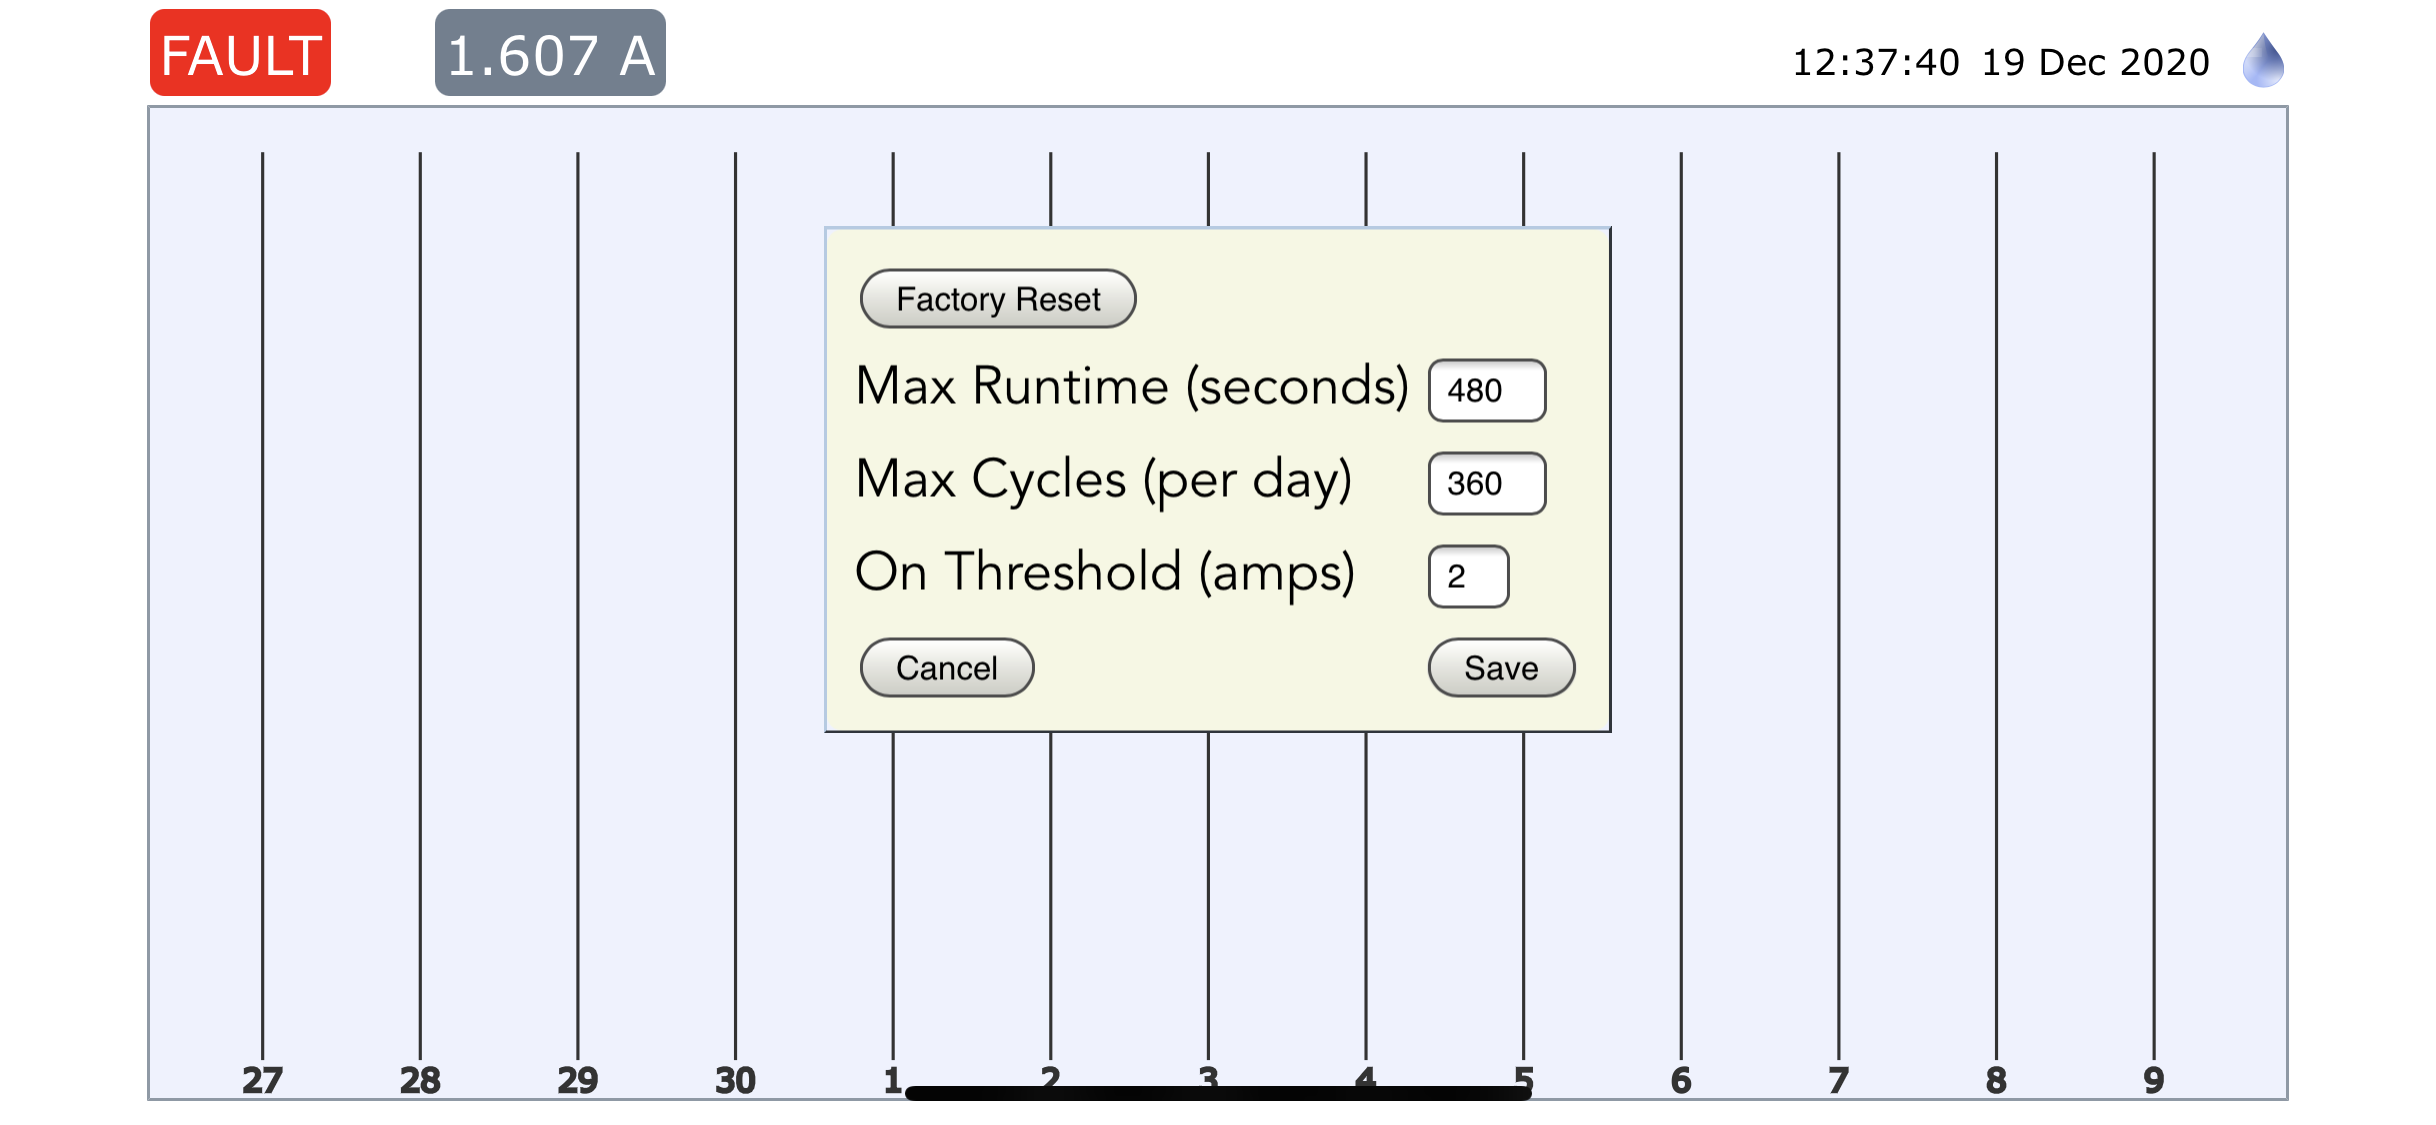 FAULT 1.607 A 12:37:40 19 Dec 2020
Factory Reset
Max Runtime (seconds) 480
Max Cycles (per day) 360
On Threshold (amps) 2
Cancel Save
27 28 29 30 1 2 3 4 5 6 7 8 9